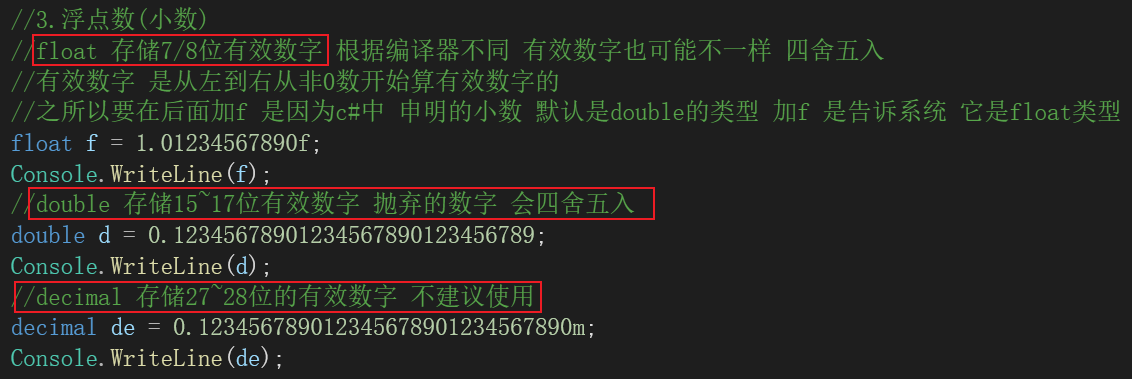 //3.浮点数(小数)
//float 存储7/8位有效数字 根据编译器不同 有效数字也可能不一样 四舍五入
//有效数字 是从左到右从非0数开始算有效数字的
//之所以要在后面加f 是因为c#中 申明的小数 默认是double的类型 加f 是告诉系统 它是float类型
float f = 1.01234567890f;
Console.WriteLine(f);
//double 存储15~17位有效数字 抛弃的数字 会四舍五入
double d = 0.12345678901234567890123456789;
Console.WriteLine(d);
//decimal 存储27~28位的有效数字 不建议使用
decimal de = 0.123456789012345678901234567890m;
Console.WriteLine(de);